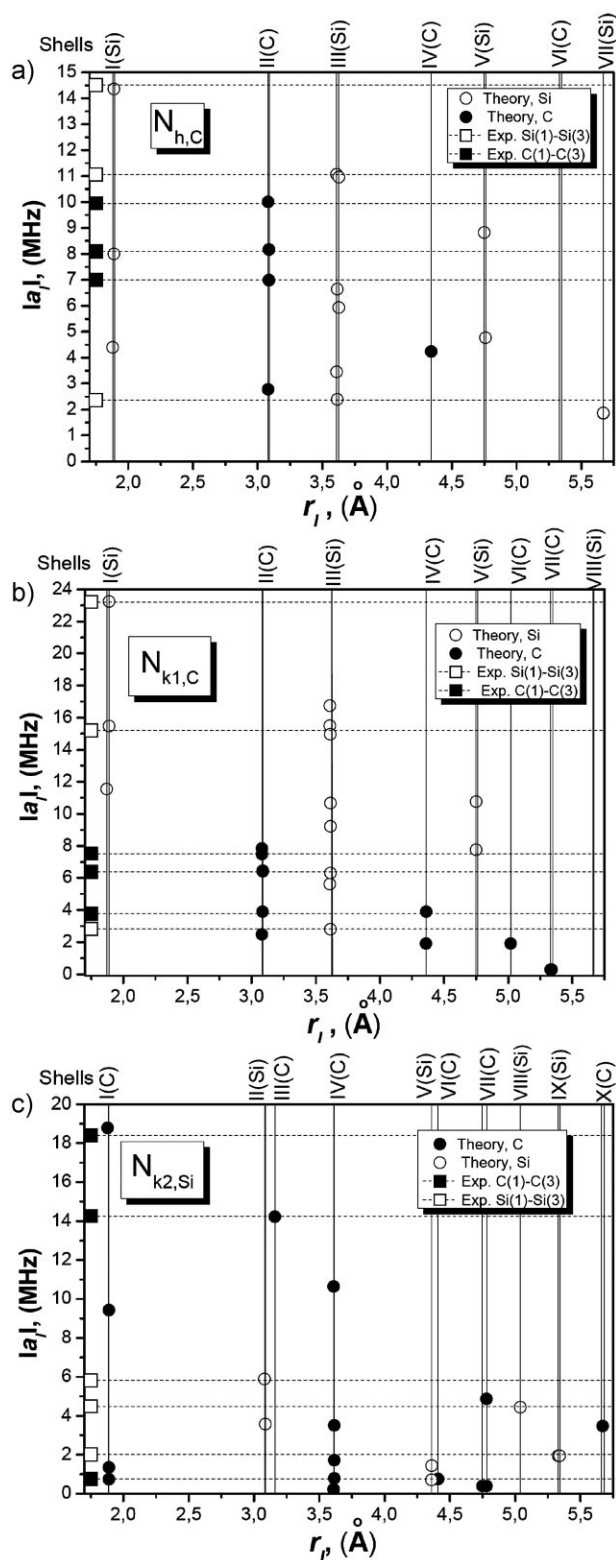 Shells I(Si) II(C) III(Si) IV(C) V(Si) VI(C) VII(Si)
a)
15
14
13
12
11
10
9
8
7
6
5
4
3
2
1
0
|a_l|, (MHz)
N_h,C
Theory, Si
Theory, C
Exp. Si(1)-Si(3)
Exp. C(1)-C(3)
2,0 2,5 3,0 3,5 4,0 4,5 5,0 5,5
r_l, (Å)
Shells I(Si) II(C) III(Si) IV(C) V(Si) VI(C) VII(C) VIII(Si)
b)
24
22
20
18
16
14
12
10
8
6
4
2
0
|a_l|, (MHz)
N_k1,C
Theory, Si
Theory, C
Exp. Si(1)-Si(3)
Exp. C(1)-C(3)
2,0 2,5 3,0 3,5 4,0 4,5 5,0 5,5
r_l, (Å)
Shells I(C) II(Si) III(C) IV(C) V(Si) VI(C) VII(C) VIII(Si) IX(Si) X(C)
c)
20
18
16
14
12
10
8
6
4
2
0
|a_l|, (MHz)
N_k2,Si
Theory, C
Theory, Si
Exp. C(1)-C(3)
Exp. Si(1)-Si(3)
2,0 2,5 3,0 3,5 4,0 4,5 5,0 5,5
r_l, (Å)